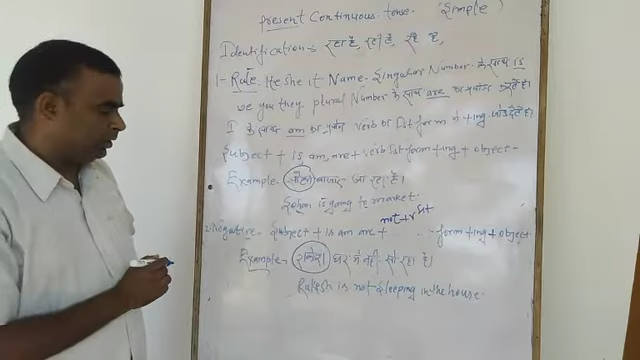 present Continuous tense. (Simple)
Identification :- रहा है, रही है, रहे हैं,
1- Rule. He She it Name. Singular Number. के साथ is
we you they plural Number के साथ are का प्रयोग करते हैं।
I के साथ am का प्रयोग verb की Ist form में +ing जोड़ देते हैं।
Subject + is, am, are + verb Ist form +ing + object -
Example. सोहन बाजार जा रहा है।
Sohan is going to market.
not + v Ist
2- Negative. Subject + is am are + form +ing + object
Example- राकेश घर में नहीं सो रहा है।
Rakesh is not sleeping in the house.